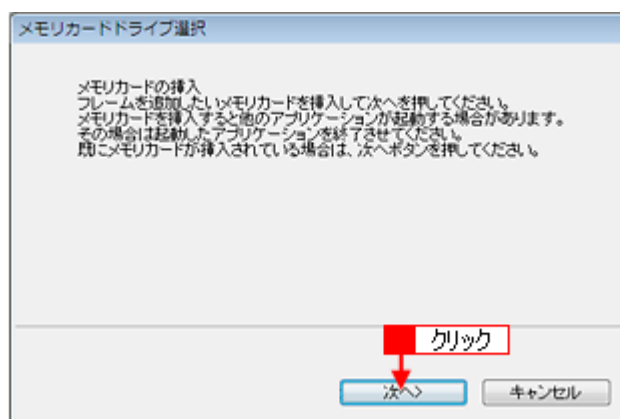 メモリカードドライブ選択
メモリカードの挿入
フレームを追加したいメモリカードを挿入して次へを押してください。
メモリカードを挿入すると他のアプリケーションが起動する場合があります。
その場合は起動したアプリケーションを終了させてください。
既にメモリカードが挿入されている場合は、次へボタンを押してください。
クリック
次へ>
キャンセル